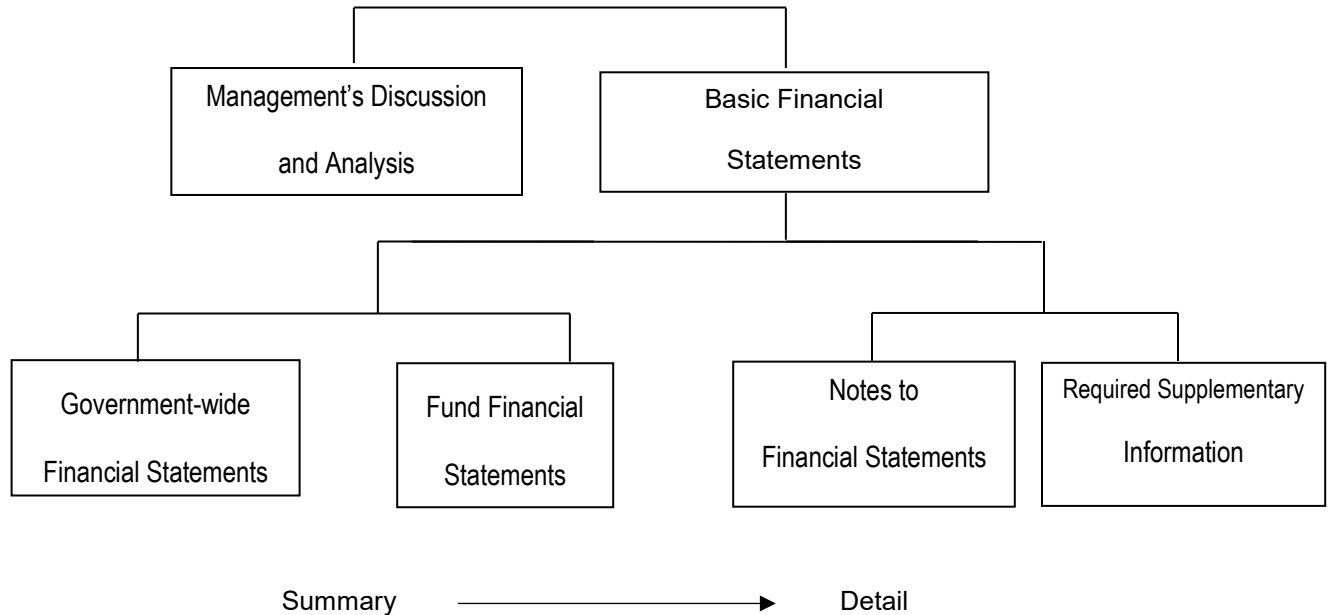 Management’s Discussion
and Analysis
Basic Financial
Statements
Government-wide
Financial Statements
Fund Financial
Statements
Notes to
Financial Statements
Required Supplementary
Information
Summary
Detail